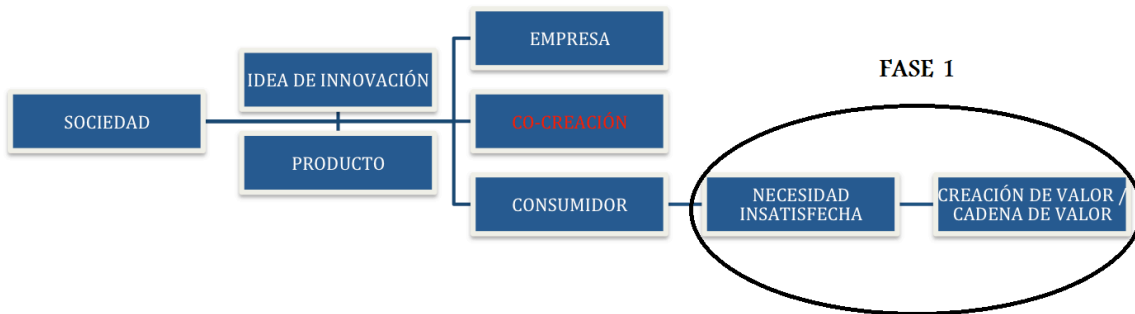 EMPRESA
IDEA DE INNOVACIÓN
FASE 1
SOCIEDAD
CO-CREACIÓN
PRODUCTO
CONSUMIDOR
NECESIDAD
INSATISFECHA
CREACIÓN DE VALOR /
CADENA DE VALOR